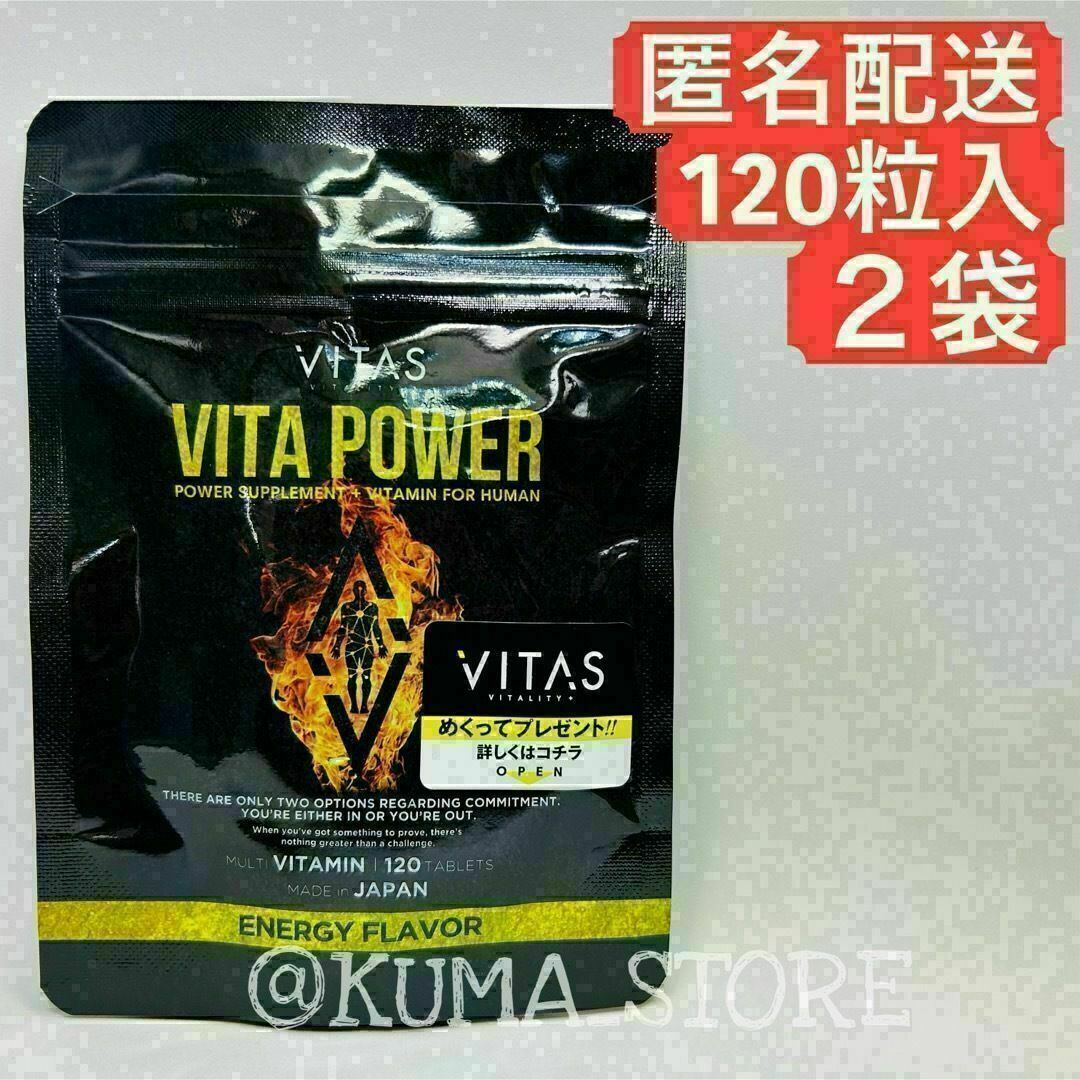 匿名配送
120粒入
2袋
VITAS
VITA POWER
POWER SUPPLEMENT + VITAMIN FOR HUMAN
VITAS
VITALITY +
めくってプレゼント!!
詳しくはコチラ
OPEN
THERE ARE ONLY TWO OPTIONS REGARDING COMMITMENT.
YOU'RE EITHER IN OR YOU'RE OUT.
When you've got something to prove, there's
nothing greater than a challenge.
MULTI VITAMIN | 120 TABLETS
MADE in JAPAN
ENERGY FLAVOR
@KUMA_STORE